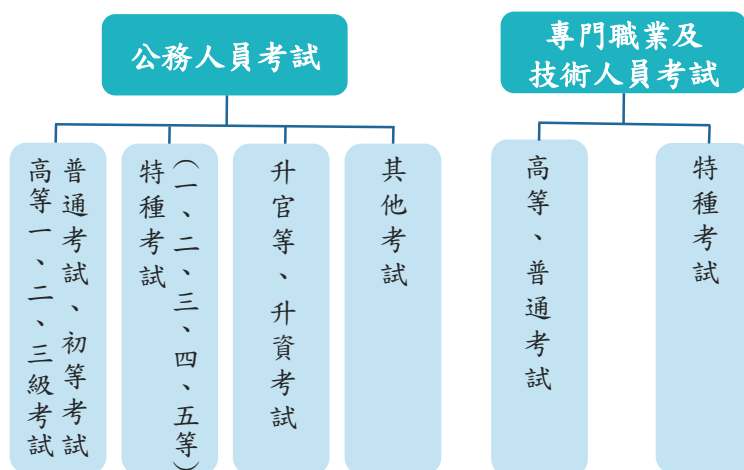 公務人員考試
高等一、二、三級考試
普通考試、初等考試
特種考試
（一、二、三、四、五等）
升官等、升資考試
其他考試
專門職業及
技術人員考試
高等、普通考試
特種考試